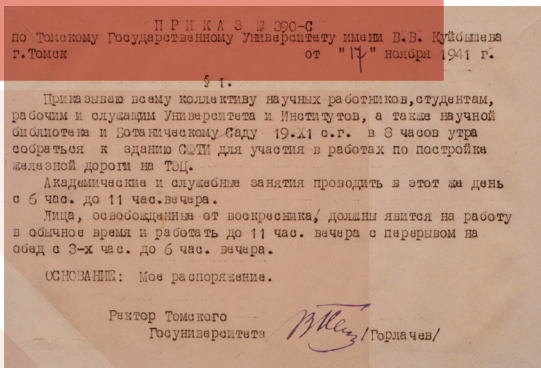 ПРИКАЗ № 390-С
по Томскому Государственному Университету имени В.В. Куйбышева
г.Томск от "17" ноября 1941 г.
§ 1.
Приказываю всему коллективу научных работников,студентам,
рабочим и служащим Университета и Институтов, а также научной
библиотека и Ботаническому Саду 19.XI с.г. в 8 часов утра
собраться к зданию СФТИ для участия в работах по постройке
железной дороги на ТЭЦ.
Академические и служебные занятия проводить в этот же день
с 6 час. до 11 час.вечера.
Лица, освобожденные от воскресника/ должны явится на работу
в обычное время и работать до 11 час. вечера с перерывом на
обед с 3-х час. до 6 час. вечера.
ОСНОВАНИЕ: Мое распоряжение.
Ректор Томского
Госуниверситета /Горлачев/